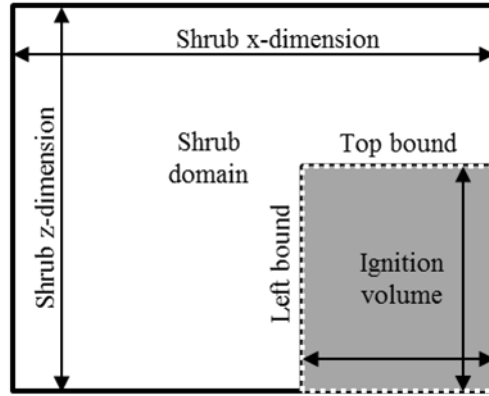 Shrub x-dimension
Shrub z-dimension
Shrub
domain
Top bound
Left bound
Ignition
volume